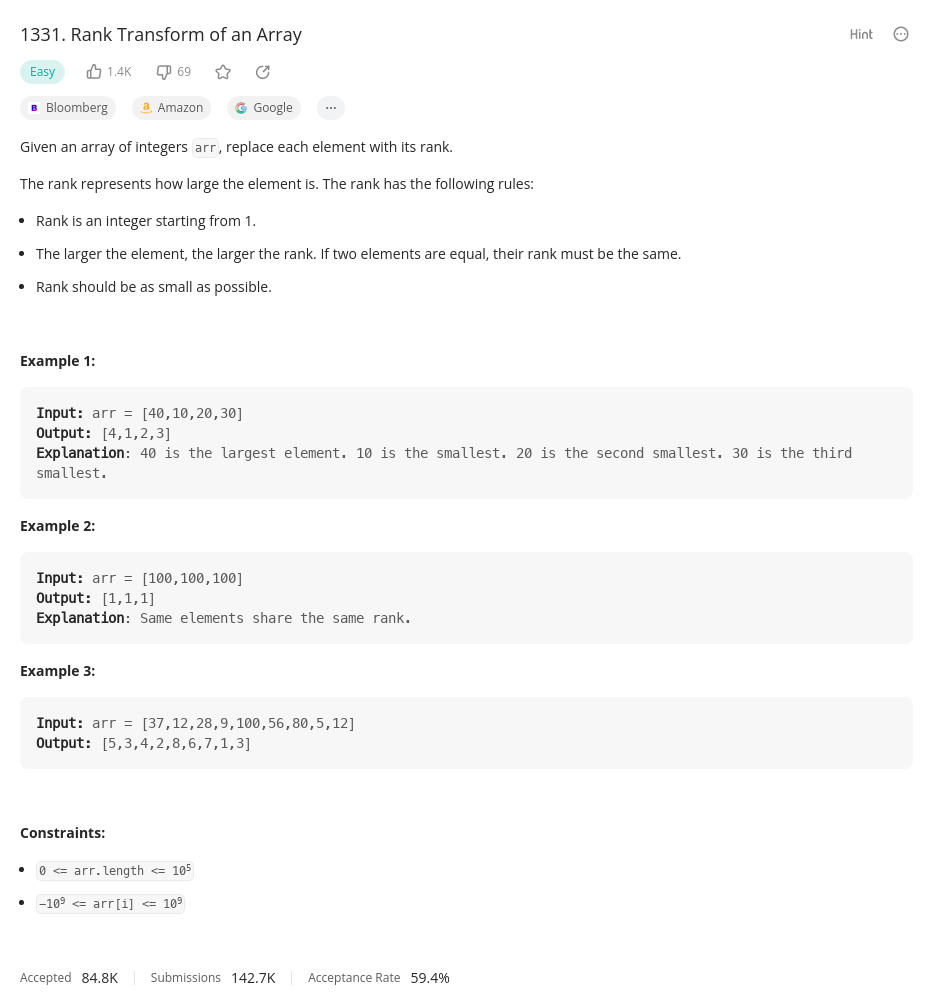 1331. Rank Transform of an Array
Hint
Easy 1.4K 69
Bloomberg Amazon Google ...
Given an array of integers arr, replace each element with its rank.
The rank represents how large the element is. The rank has the following rules:
• Rank is an integer starting from 1.
• The larger the element, the larger the rank. If two elements are equal, their rank must be the same.
• Rank should be as small as possible.
Example 1:
Input: arr = [40,10,20,30]
Output: [4,1,2,3]
Explanation: 40 is the largest element. 10 is the smallest. 20 is the second smallest. 30 is the third
smallest.
Example 2:
Input: arr = [100,100,100]
Output: [1,1,1]
Explanation: Same elements share the same rank.
Example 3:
Input: arr = [37,12,28,9,100,56,80,5,12]
Output: [5,3,4,2,8,6,7,1,3]
Constraints:
• 0 <= arr.length <= 10⁵
• −10⁹ <= arr[i] <= 10⁹
Accepted 84.8K Submissions 142.7K Acceptance Rate 59.4%